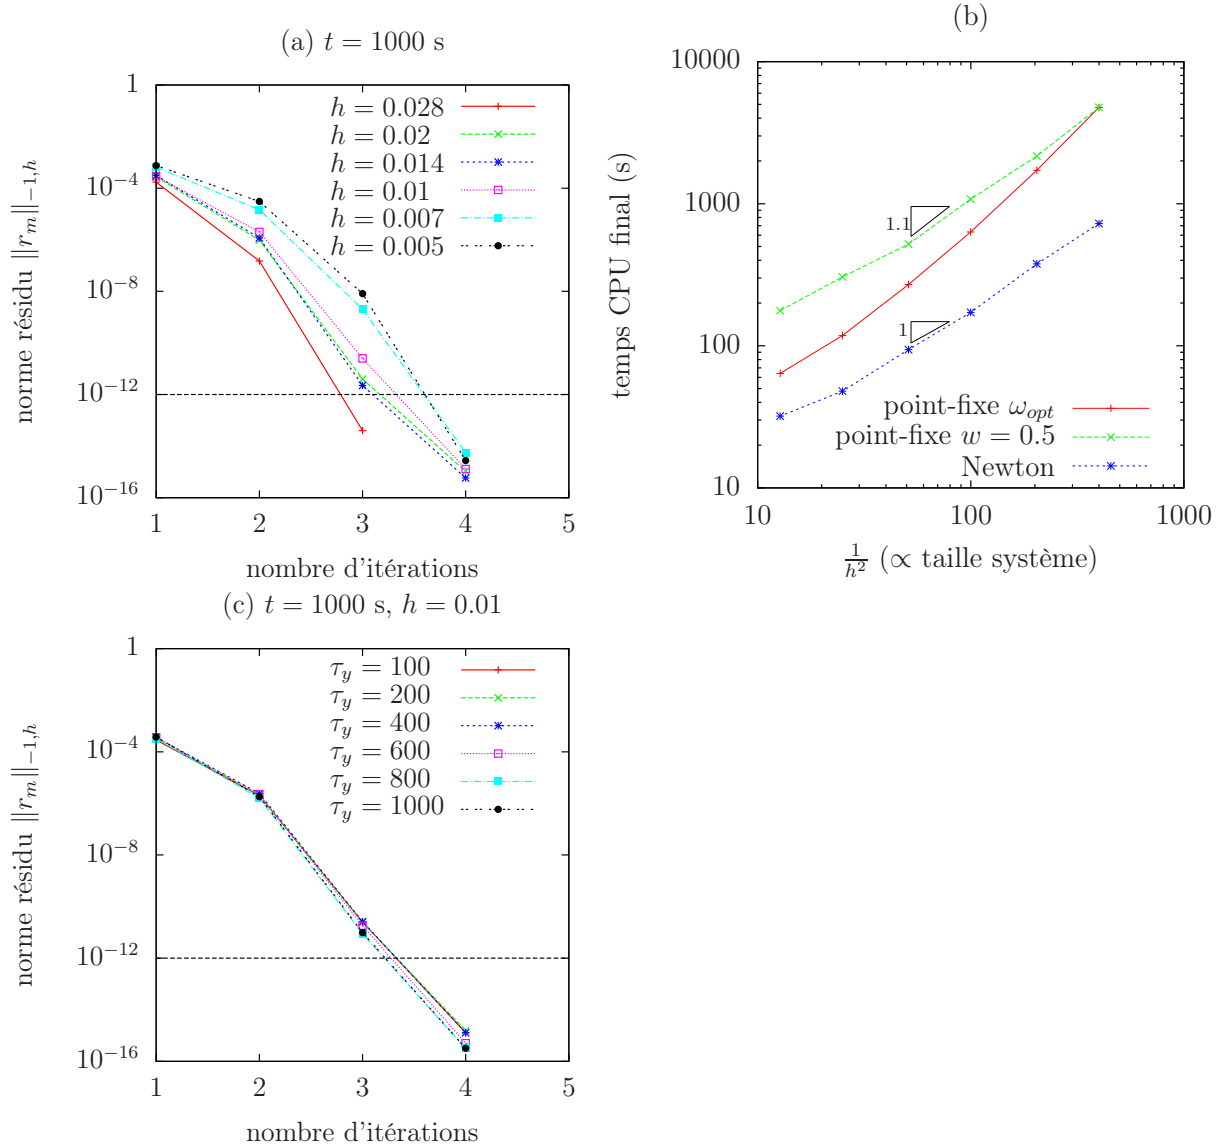 (a) t = 1000 s
norme résidu ||r_m||_{−1,h}
1
10^{−4}
10^{−8}
10^{−12}
10^{−16}
h = 0.028
h = 0.02
h = 0.014
h = 0.01
h = 0.007
h = 0.005
1 2 3 4 5
nombre d'itérations
(b)
temps CPU final (s)
10000
1000
100
10
1.1
1
point-fixe ω_{opt}
point-fixe w = 0.5
Newton
10 100 1000
\frac{1}{h^2} (∝ taille système)
(c) t = 1000 s, h = 0.01
norme résidu ||r_m||_{−1,h}
1
10^{−4}
10^{−8}
10^{−12}
10^{−16}
τ_y = 100
τ_y = 200
τ_y = 400
τ_y = 600
τ_y = 800
τ_y = 1000
1 2 3 4 5
nombre d'itérations